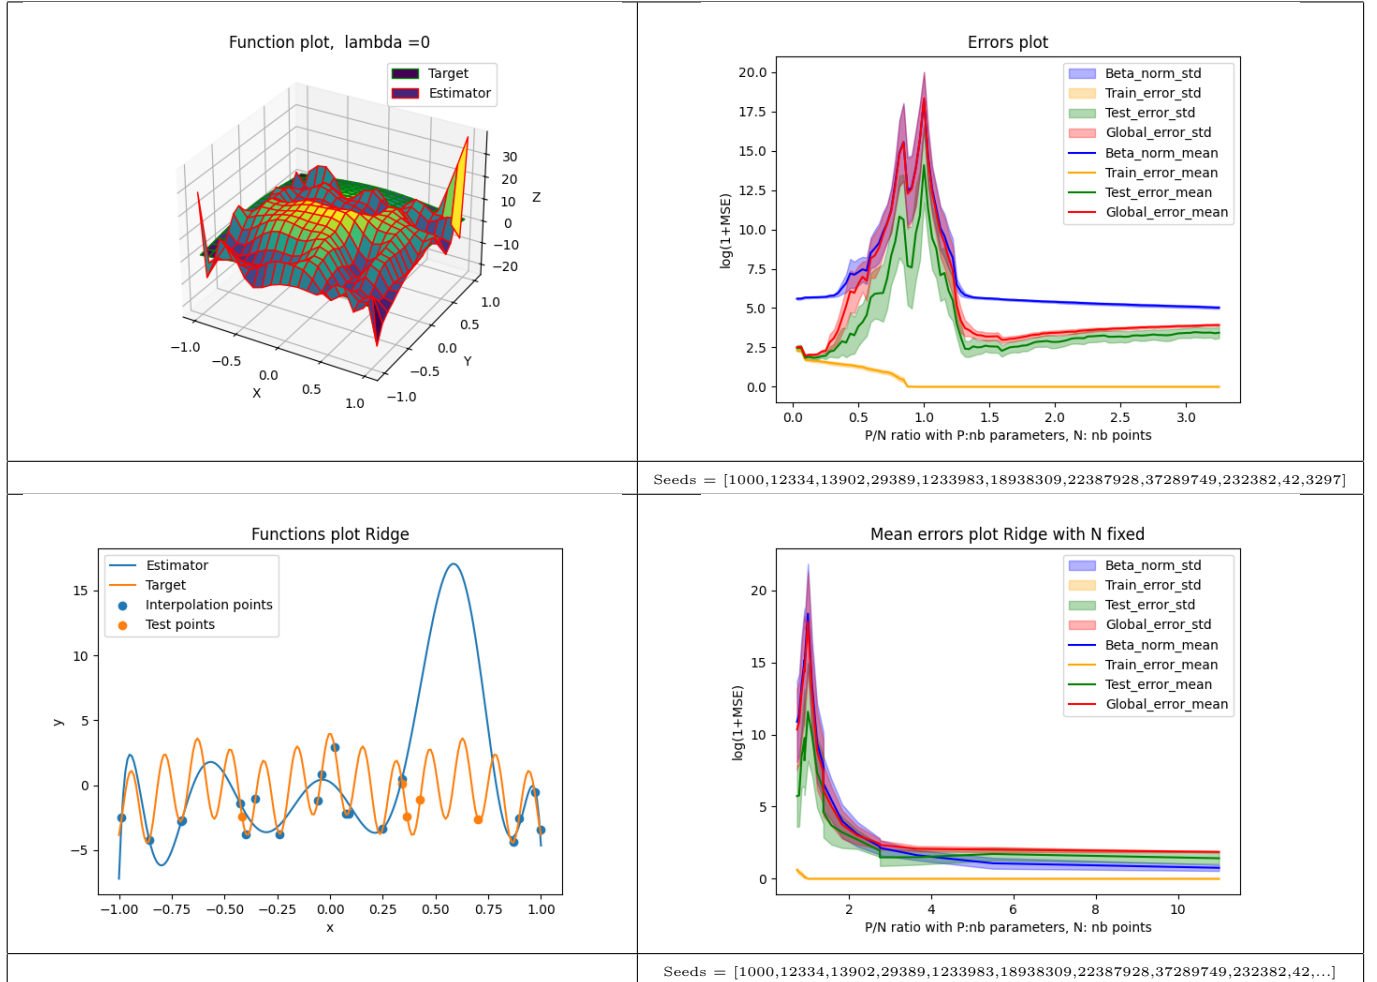 Function plot, lambda =0
Target
Estimator
30
20
10
0
−10
−20
Z
−1.0
−0.5
0.0
0.5
1.0
X
1.0
0.5
0.0
−0.5
−1.0
Y
Errors plot
20.0
17.5
15.0
12.5
10.0
7.5
5.0
2.5
0.0
log(1+MSE)
Beta_norm_std
Train_error_std
Test_error_std
Global_error_std
Beta_norm_mean
Train_error_mean
Test_error_mean
Global_error_mean
0.0 0.5 1.0 1.5 2.0 2.5 3.0
P/N ratio with P:nb parameters, N: nb points
Seeds = [1000,12334,13902,29389,1233983,18938309,22387928,37289749,232382,42,3297]
Functions plot Ridge
Estimator
Target
Interpolation points
Test points
15
10
5
0
−5
y
−1.00 −0.75 −0.50 −0.25 0.00 0.25 0.50 0.75 1.00
x
Mean errors plot Ridge with N fixed
20
15
10
5
0
log(1+MSE)
Beta_norm_std
Train_error_std
Test_error_std
Global_error_std
Beta_norm_mean
Train_error_mean
Test_error_mean
Global_error_mean
2 4 6 8 10
P/N ratio with P:nb parameters, N: nb points
Seeds = [1000,12334,13902,29389,1233983,18938309,22387928,37289749,232382,42,...]